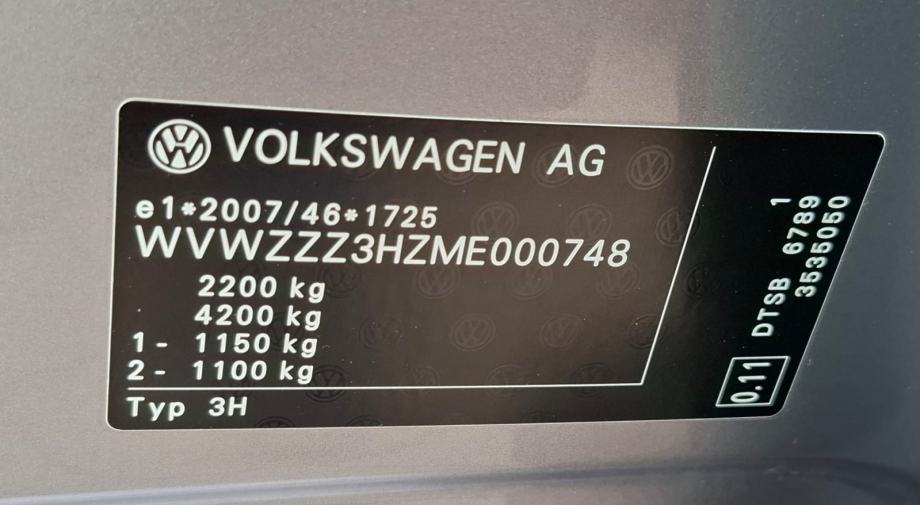 VOLKSWAGEN AG
e1*2007/46*1725
WVWZZZ3HZME000748
2200 kg
4200 kg
1- 1150 kg
2- 1100 kg
Typ 3H
1
DTSB 6789
3535050
0.11